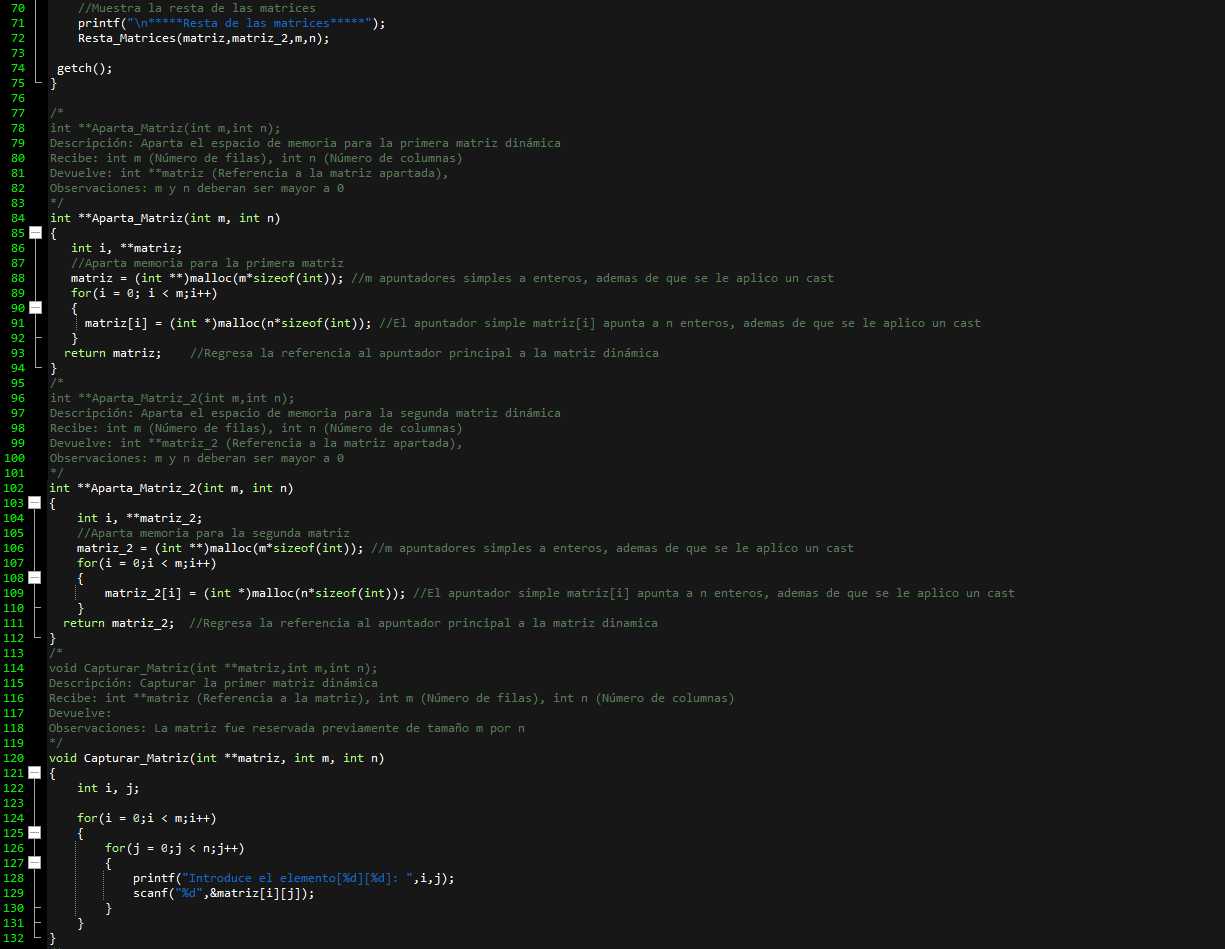 70 //Muestra la resta de las matrices
71 printf("\n*****Resta de las matrices*****");
72 Resta_Matrices(matriz,matriz_2,m,n);
73
74 getch();
75 }
76
77 /*
78 int **Aparta_Matriz(int m,int n);
79 Descripción: Aparta el espacio de memoria para la primera matriz dinámica
80 Recibe: int m (Número de filas), int n (Número de columnas)
81 Devuelve: int **matriz (Referencia a la matriz apartada),
82 Observaciones: m y n deberan ser mayor a 0
83 */
84 int **Aparta_Matriz(int m, int n)
85 {
86 int i, **matriz;
87 //Aparta memoria para la primera matriz
88 matriz = (int **)malloc(m*sizeof(int)); //m apuntadores simples a enteros, ademas de que se le aplico un cast
89 for(i = 0; i < m;i++)
90 {
91 matriz[i] = (int *)malloc(n*sizeof(int)); //El apuntador simple matriz[i] apunta a n enteros, ademas de que se le aplico un cast
92 }
93 return matriz; //Regresa la referencia al apuntador principal a la matriz dinámica
94 }
95 /*
96 int **Aparta_Matriz_2(int m,int n);
97 Descripción: Aparta el espacio de memoria para la segunda matriz dinámica
98 Recibe: int m (Número de filas), int n (Número de columnas)
99 Devuelve: int **matriz_2 (Referencia a la matriz apartada),
100 Observaciones: m y n deberan ser mayor a 0
101 */
102 int **Aparta_Matriz_2(int m, int n)
103 {
104 int i, **matriz_2;
105 //Aparta memoria para la segunda matriz
106 matriz_2 = (int **)malloc(m*sizeof(int)); //m apuntadores simples a enteros, ademas de que se le aplico un cast
107 for(i = 0;i < m;i++)
108 {
109 matriz_2[i] = (int *)malloc(n*sizeof(int)); //El apuntador simple matriz[i] apunta a n enteros, ademas de que se le aplico un cast
110 }
111 return matriz_2; //Regresa la referencia al apuntador principal a la matriz dinamica
112 }
113 /*
114 void Capturar_Matriz(int **matriz,int m,int n);
115 Descripción: Capturar la primer matriz dinámica
116 Recibe: int **matriz (Referencia a la matriz), int m (Número de filas), int n (Número de columnas)
117 Devuelve:
118 Observaciones: La matriz fue reservada previamente de tamaño m por n
119 */
120 void Capturar_Matriz(int **matriz, int m, int n)
121 {
122 int i, j;
123
124 for(i = 0;i < m;i++)
125 {
126 for(j = 0;j < n;j++)
127 {
128 printf("Introduce el elemento[%d][%d]: ",i,j);
129 scanf("%d",&matriz[i][j]);
130 }
131 }
132 }